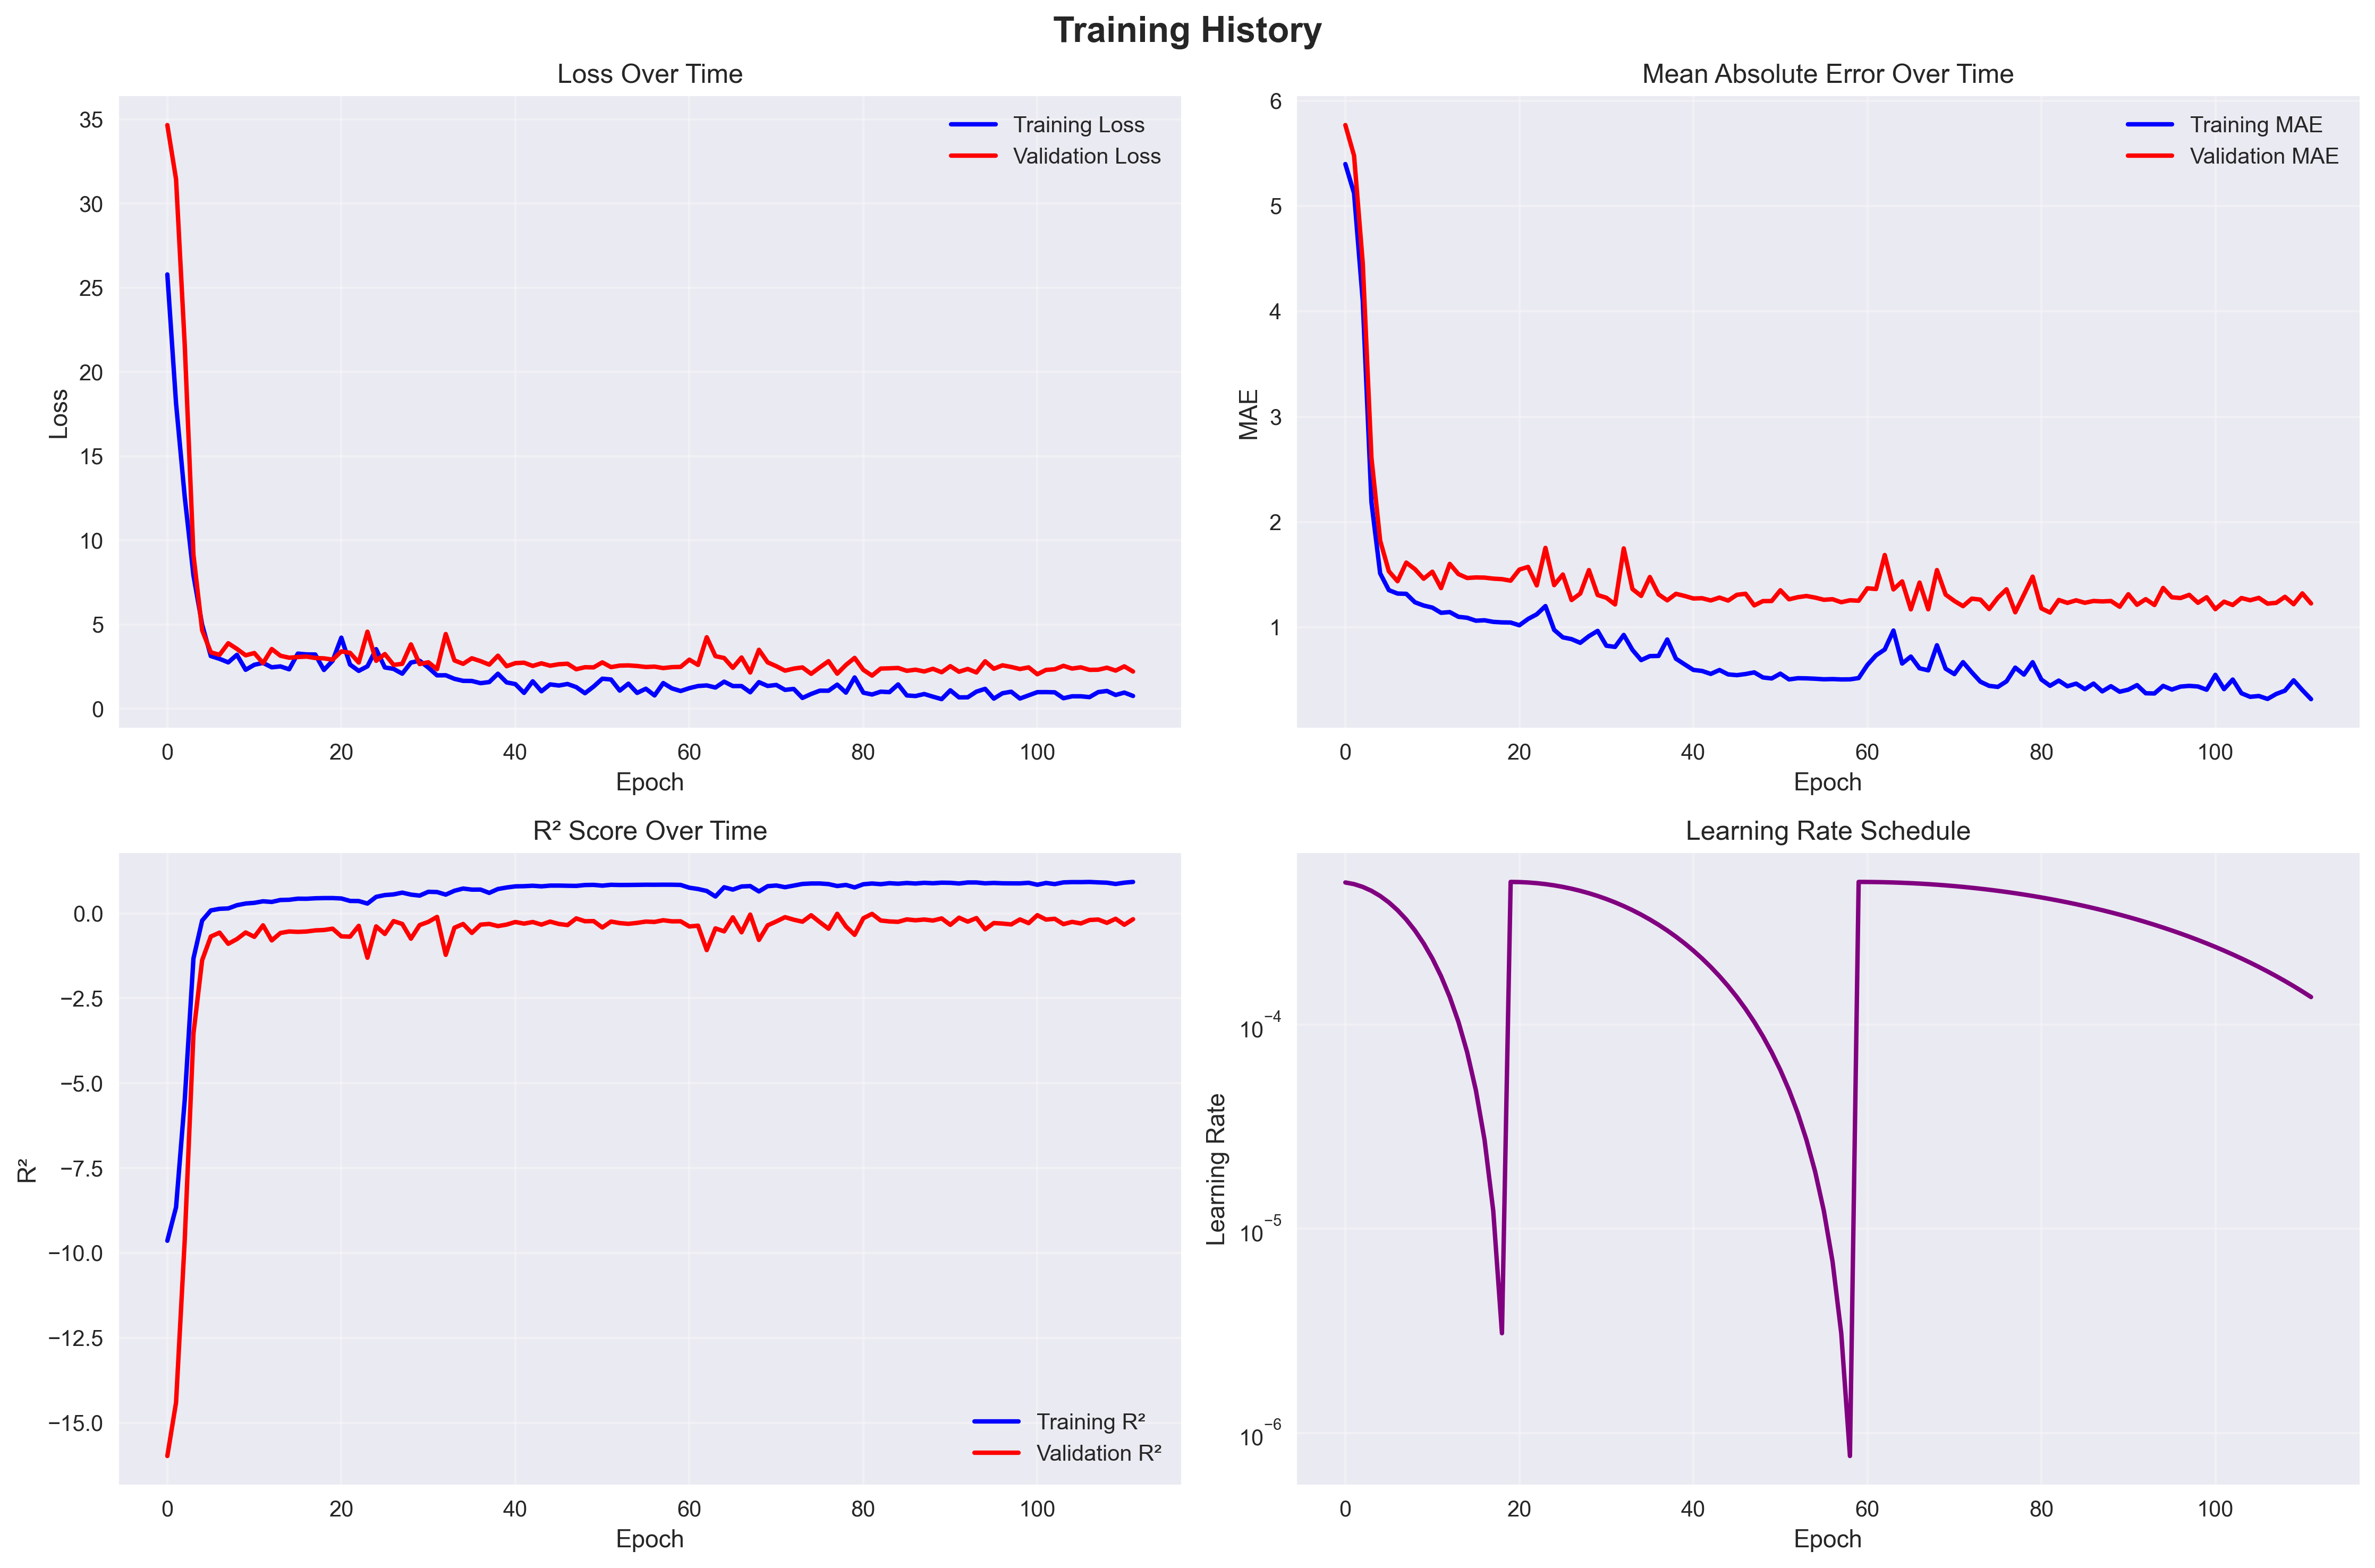 Training History
Loss Over Time
35
30
25
20
15
10
5
0
Loss
Training Loss
Validation Loss
0 20 40 60 80 100
Epoch
Mean Absolute Error Over Time
6
5
4
3
2
1
MAE
Training MAE
Validation MAE
0 20 40 60 80 100
Epoch
R² Score Over Time
0.0
−2.5
−5.0
−7.5
−10.0
−12.5
−15.0
R²
Training R²
Validation R²
0 20 40 60 80 100
Epoch
Learning Rate Schedule
10⁻⁴
10⁻⁵
10⁻⁶
Learning Rate
0 20 40 60 80 100
Epoch